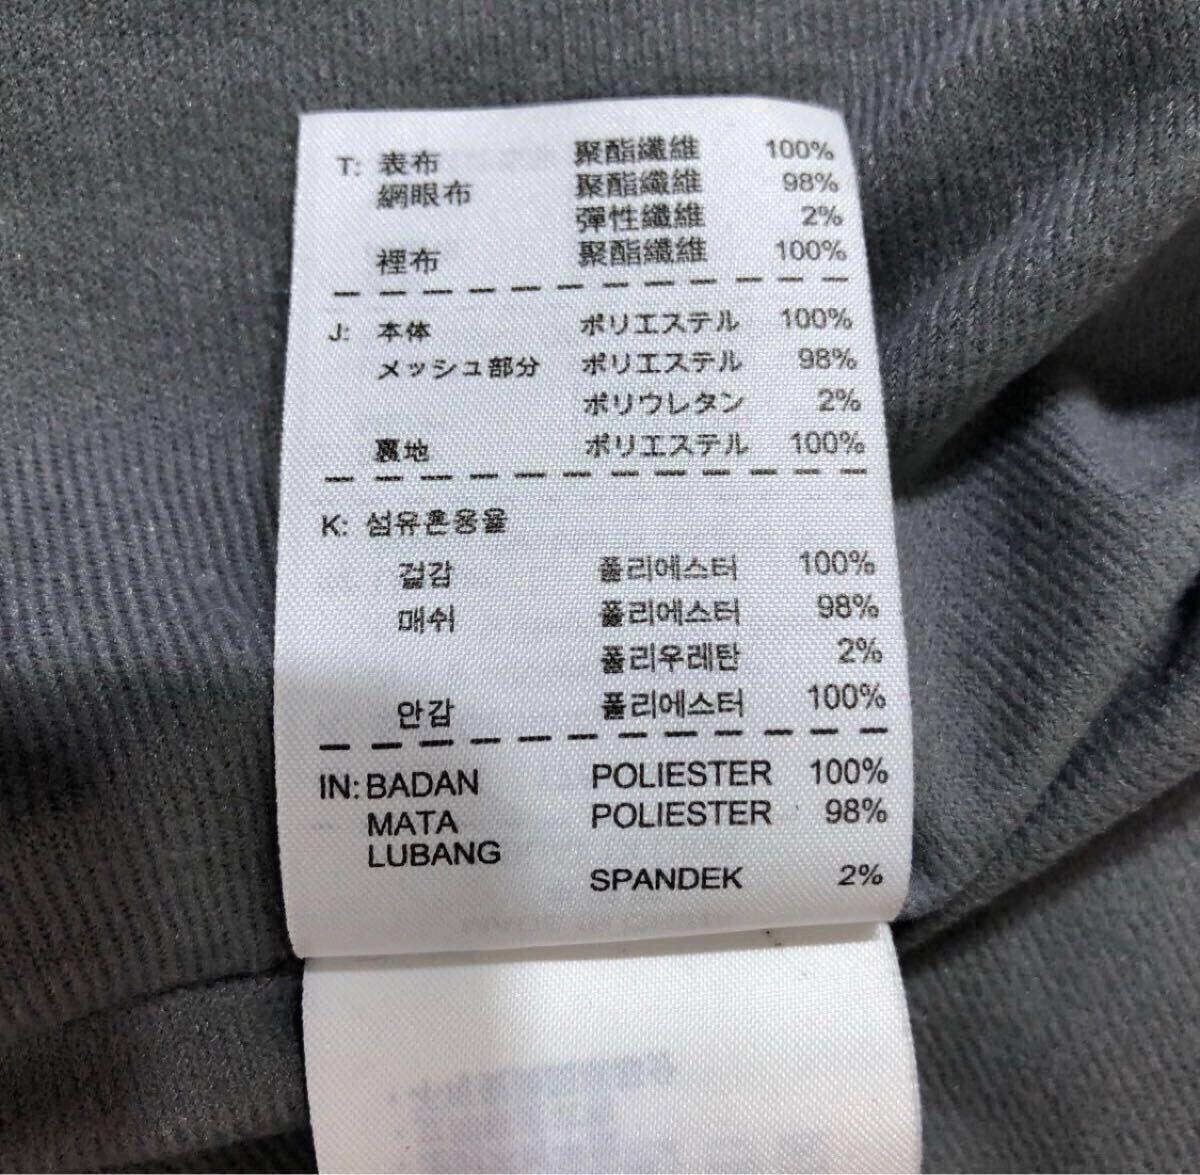 T: 表布 聚酯纖維 100%
網眼布 聚酯纖維 98%
彈性纖維 2%
裡布 聚酯纖維 100%
J: 本体 ポリエステル 100%
メッシュ部分 ポリエステル 98%
ポリウレタン 2%
裏地 ポリエステル 100%
K: 섬유혼용율
겉감 폴리에스터 100%
매쉬 폴리에스터 98%
폴리우레탄 2%
안감 폴리에스터 100%
IN: BADAN POLIESTER 100%
MATA POLIESTER 98%
LUBANG
SPANDEK 2%